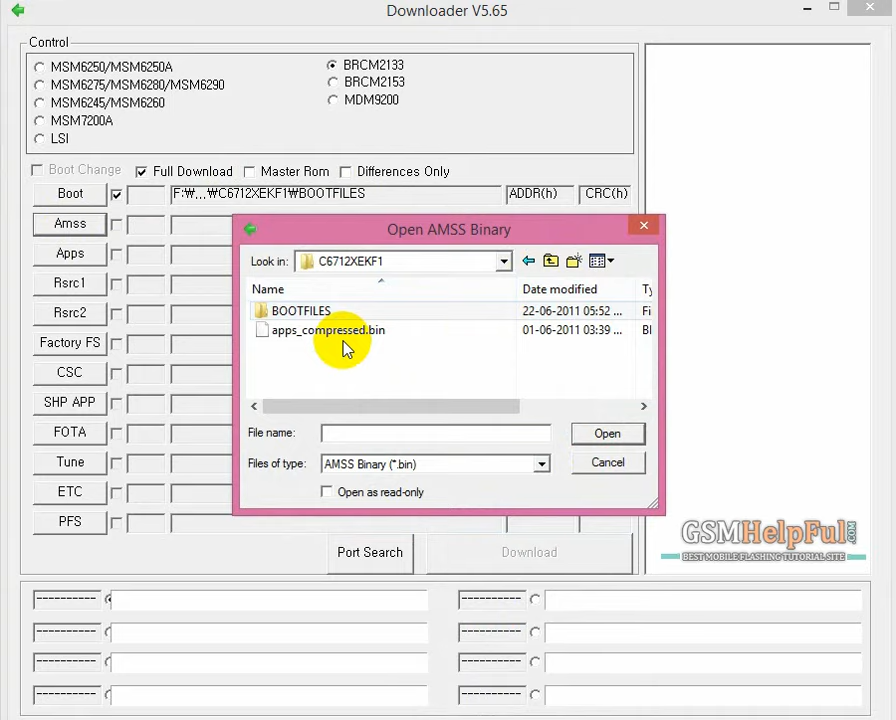 Downloader V5.65
Control
MSM6250/MSM6250A
BRCM2133
MSM6275/MSM6280/MSM6290
BRCM2153
MSM6245/MSM6260
MDM9200
MSM7200A
LSI
Boot Change
Full Download
Master Rom
Differences Only
Boot
F:₩,,,₩C6712XEKF1₩BOOTFILES
ADDR(h)
CRC(h)
Amss
Open AMSS Binary
Apps
Look in:
C6712XEKF1
Rsrc1
Name
Date modified
Ty
Rsrc2
BOOTFILES
22-06-2011 05:52 ...
Fi
apps_compressed.bin
01-06-2011 03:39 ...
BI
Factory FS
CSC
SHP APP
FOTA
File name:
Open
Tune
Files of type:
AMSS Binary (*.bin)
Cancel
ETC
Open as read-only
PFS
GSMHelpFul.COM
BEST MOBILE FLASHING TUTORIAL SITE
Port Search
Download
----------
----------
----------
----------
----------
----------
----------
----------